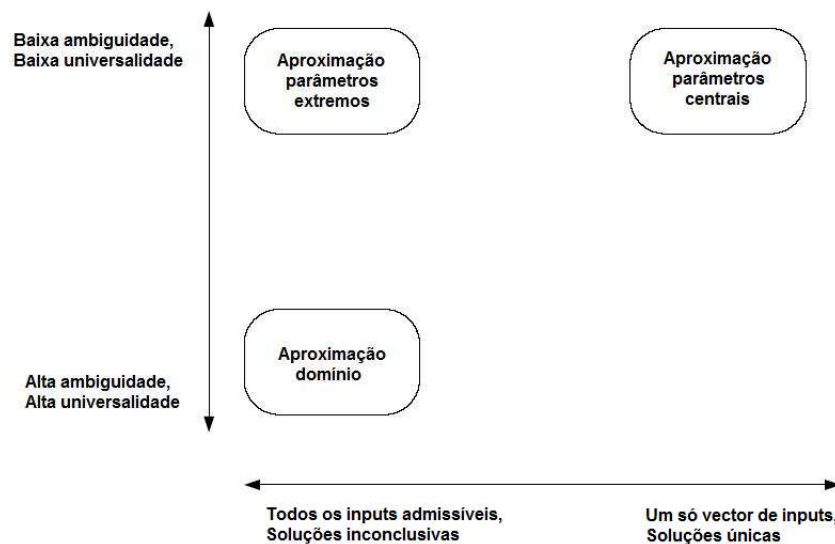 Baixa ambiguidade,
Baixa universalidade
Aproximação
parâmetros
extremos
Aproximação
parâmetros
centrais
Aproximação
domínio
Alta ambiguidade,
Alta universalidade
Todos os inputs admissíveis,
Soluções inconclusivas
Um só vector de inputs,
Soluções únicas